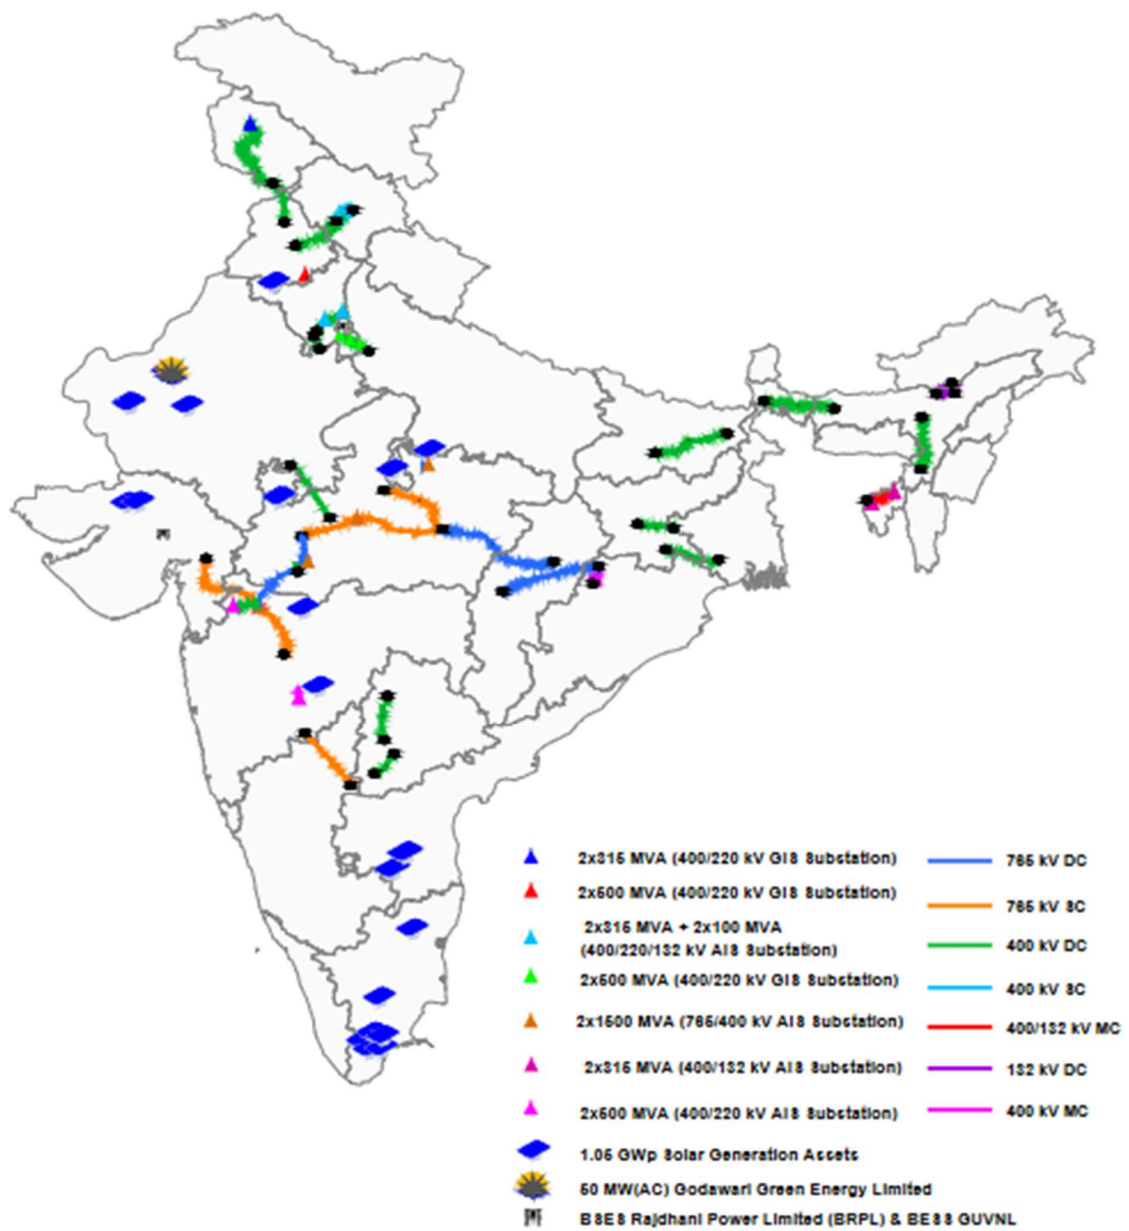 2x315 MVA (400/220 kV GIS Substation)
2x500 MVA (400/220 kV GIS Substation)
2x315 MVA + 2x100 MVA
(400/220/132 kV AIS Substation)
2x500 MVA (400/220 kV GIS Substation)
2x1500 MVA (765/400 kV AIS Substation)
2x315 MVA (400/132 kV AIS Substation)
2x500 MVA (400/220 kV AIS Substation)
1.05 GWp Solar Generation Assets
50 MW(AC) Godawari Green Energy Limited
BSES Rajdhani Power Limited (BRPL) & BESS GUVNL
765 kV DC
765 kV SC
400 kV DC
400 kV SC
400/132 kV MC
132 kV DC
400 kV MC